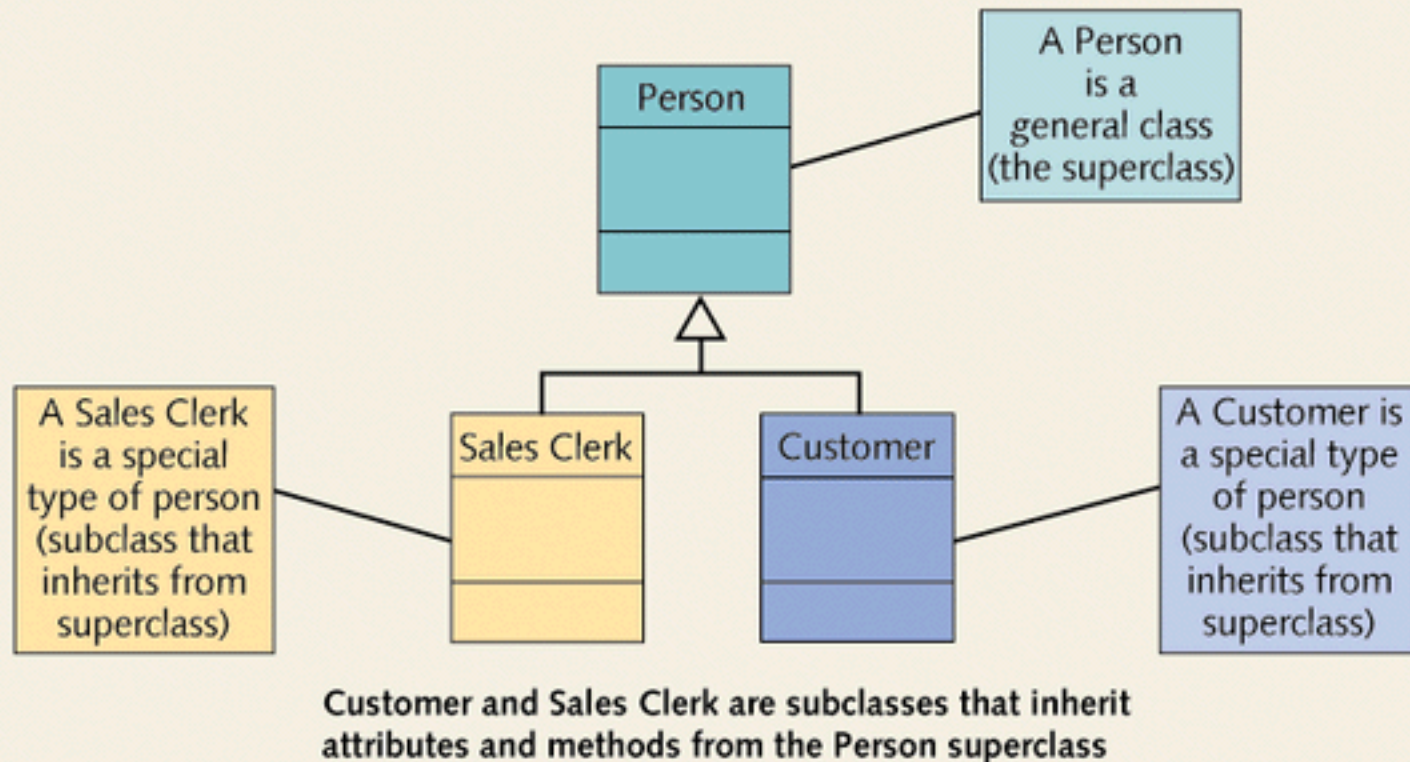 Person
A Person
is a
general class
(the superclass)
A Sales Clerk
is a special
type of person
(subclass that
inherits from
superclass)
Sales Clerk
Customer
A Customer is
a special type
of person
(subclass that
inherits from
superclass)
Customer and Sales Clerk are subclasses that inherit
attributes and methods from the Person superclass